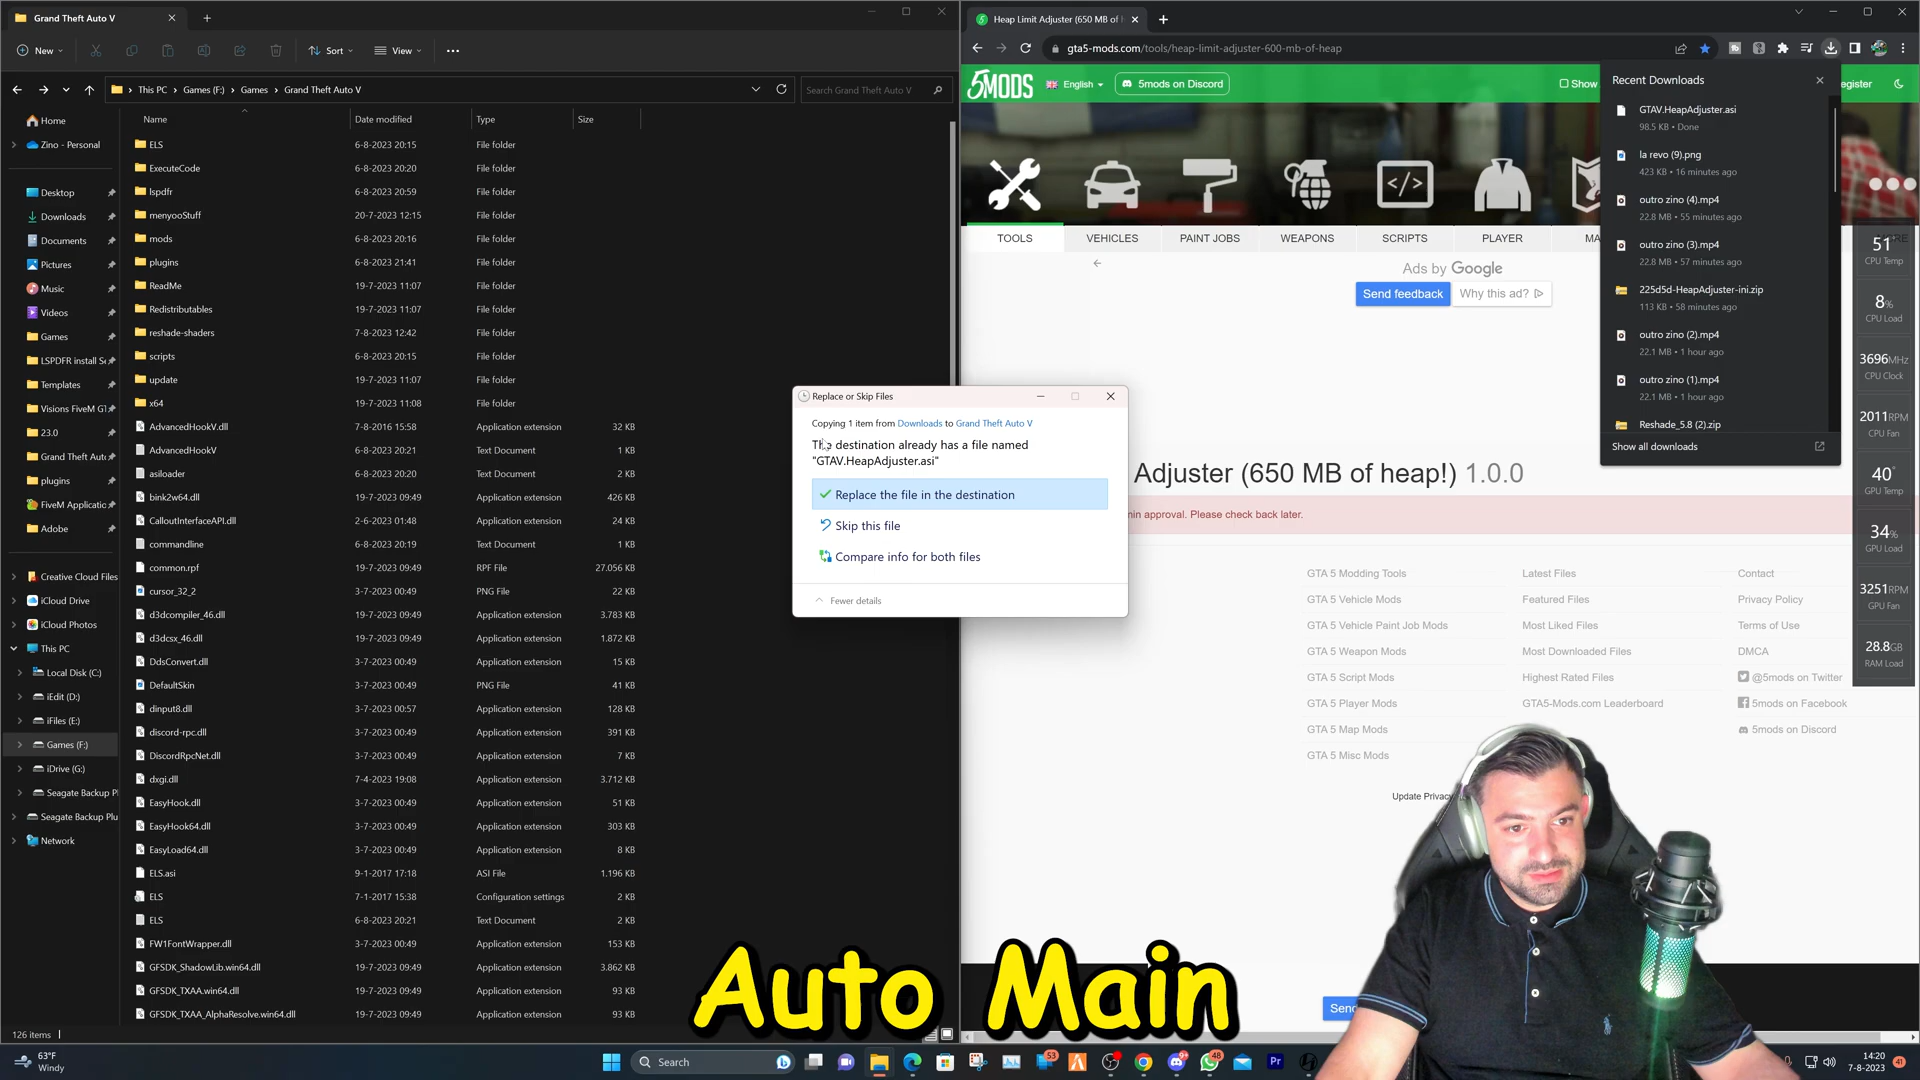 Grand Theft Auto V
New
Sort
View
This PC
Games (F:)
Games
Grand Theft Auto V
Search Grand Theft Auto V
Name
Date modified
Type
Size
Home
Zino - Personal
Desktop
Downloads
Documents
Pictures
Music
Videos
Games
LSPDFR install Se
Templates
Visions FiveM GT
23.0
Grand Theft Auto
plugins
FiveM Applicatio
Adobe
Creative Cloud Files
iCloud Drive
iCloud Photos
This PC
Local Disk (C:)
iEdit (D:)
iFiles (E:)
Games (F:)
iDrive (G:)
Seagate Backup Pl
Seagate Backup Plu
Network
ELS 6-8-2023 20:15 File folder
ExecuteCode 6-8-2023 20:20 File folder
lspdfr 6-8-2023 20:59 File folder
menyooStuff 20-7-2023 12:15 File folder
mods 6-8-2023 20:16 File folder
plugins 6-8-2023 21:41 File folder
ReadMe 19-7-2023 11:07 File folder
Redistributables 19-7-2023 11:07 File folder
reshade-shaders 7-8-2023 12:42 File folder
scripts 6-8-2023 20:15 File folder
update 19-7-2023 11:07 File folder
x64 19-7-2023 11:08 File folder
AdvancedHookV.dll 7-8-2016 15:58 Application extension 32 KB
AdvancedHookV 6-8-2023 20:21 Text Document 1 KB
asiloader 6-8-2023 20:21 Text Document 2 KB
bink2w64.dll 19-7-2023 09:49 Application extension 426 KB
CalloutInterfaceAPI.dll 2-6-2023 01:48 Application extension 24 KB
commandline 6-8-2023 20:19 Text Document 1 KB
common.rpf 19-7-2023 09:49 RPF File 27.056 KB
cursor_32_2 3-7-2023 00:49 PNG File 22 KB
d3dcompiler_46.dll 19-7-2023 09:49 Application extension 3.783 KB
d3dcsx_46.dll 19-7-2023 09:49 Application extension 1.872 KB
DdsConvert.dll 3-7-2023 00:49 Application extension 15 KB
DefaultSkin 3-7-2023 00:49 PNG File 41 KB
dinput8.dll 3-7-2023 00:57 Application extension 128 KB
discord-rpc.dll 3-7-2023 00:49 Application extension 391 KB
DiscordRpcNet.dll 3-7-2023 00:49 Application extension 7 KB
dxgi.dll 7-4-2023 19:08 Application extension 3.712 KB
EasyHook.dll 3-7-2023 00:49 Application extension 51 KB
EasyHook64.dll 3-7-2023 00:49 Application extension 303 KB
EasyLoad64.dll 3-7-2023 00:49 Application extension 8 KB
ELS.asi 9-1-2017 17:18 ASI File 1.196 KB
ELS 7-1-2017 15:38 Configuration settings 2 KB
ELS 6-8-2023 20:21 Text Document 2 KB
FW1FontWrapper.dll 3-7-2023 00:49 Application extension 153 KB
GFSDK_ShadowLib.win64.dll 19-7-2023 09:49 Application extension 3.862 KB
GFSDK_TXAA.win64.dll 19-7-2023 09:49 Application extension 93 KB
GFSDK_TXAA_AlphaResolve.win64.dll 19-7-2023 09:49 Application extension 93 KB
126 items
Heap Limit Adjuster (650 MB of
gta5-mods.com/tools/heap-limit-adjuster-600-mb-of-heap
5MODS
English
5mods on Discord
Show
egister
TOOLS
VEHICLES
PAINT JOBS
WEAPONS
SCRIPTS
PLAYER
MA
Ads by Google
Send feedback
Why this ad?
Recent Downloads
GTAV.HeapAdjuster.asi
98.5 KB • Done
la revo (9).png
423 KB • 16 minutes ago
outro zino (4).mp4
22.8 MB • 55 minutes ago
outro zino (3).mp4
22.8 MB • 57 minutes ago
225d5d-HeapAdjuster-ini.zip
113 KB • 58 minutes ago
outro zino (2).mp4
22.1 MB • 1 hour ago
outro zino (1).mp4
22.1 MB • 1 hour ago
Reshade_5.8 (2).zip
Show all downloads
51°
CPU Temp
8%
CPU Load
3696MHz
CPU Clock
2011RPM
CPU Fan
40°
GPU Temp
34%
GPU Load
3251RPM
GPU Fan
28.8GB
RAM Load
Replace or Skip Files
Copying 1 item from Downloads to Grand Theft Auto V
The destination already has a file named
"GTAV.HeapAdjuster.asi"
Replace the file in the destination
Skip this file
Compare info for both files
Fewer details
Adjuster (650 MB of heap!) 1.0.0
min approval. Please check back later.
GTA 5 Modding Tools
GTA 5 Vehicle Mods
GTA 5 Vehicle Paint Job Mods
GTA 5 Weapon Mods
GTA 5 Script Mods
GTA 5 Player Mods
GTA 5 Map Mods
GTA 5 Misc Mods
Latest Files
Featured Files
Most Liked Files
Most Downloaded Files
Highest Rated Files
GTA5-Mods.com Leaderboard
Contact
Privacy Policy
Terms of Use
DMCA
@5mods on Twitter
5mods on Facebook
5mods on Discord
Update Privacy
Send
Auto Main
63°F
Windy
Search
53
48
Pr
14:20
7-8-2023
41